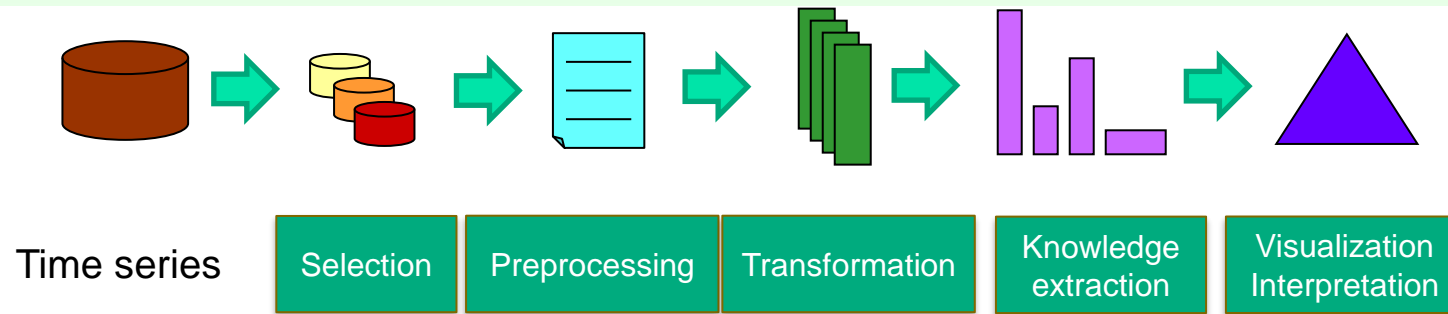 Time series
Selection
Preprocessing
Transformation
Knowledge
extraction
Visualization
Interpretation